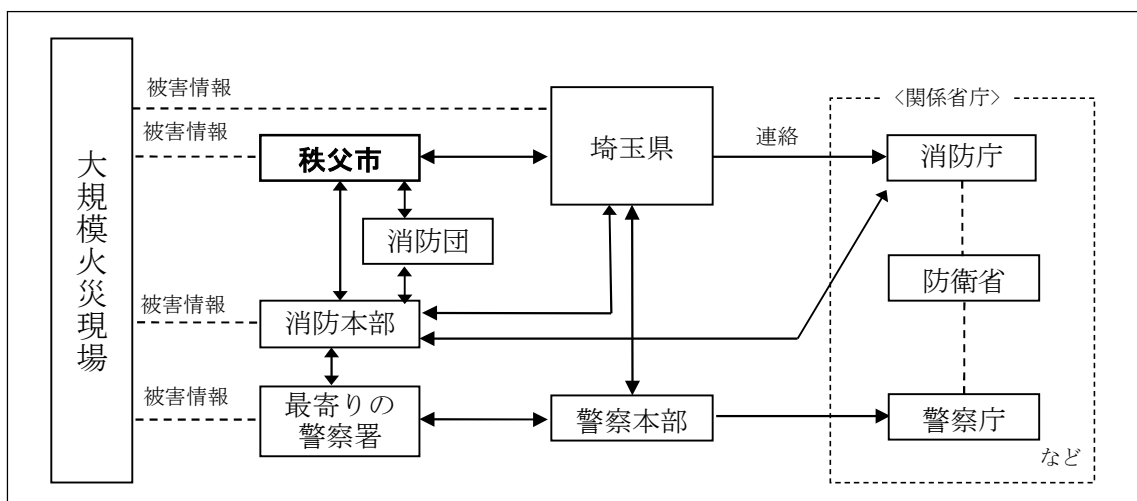 大規模火災現場
被害情報
被害情報
被害情報
被害情報
秩父市
消防団
消防本部
最寄りの
警察署
埼玉県
警察本部
連絡
<関係省庁>
消防庁
防衛省
警察庁
など